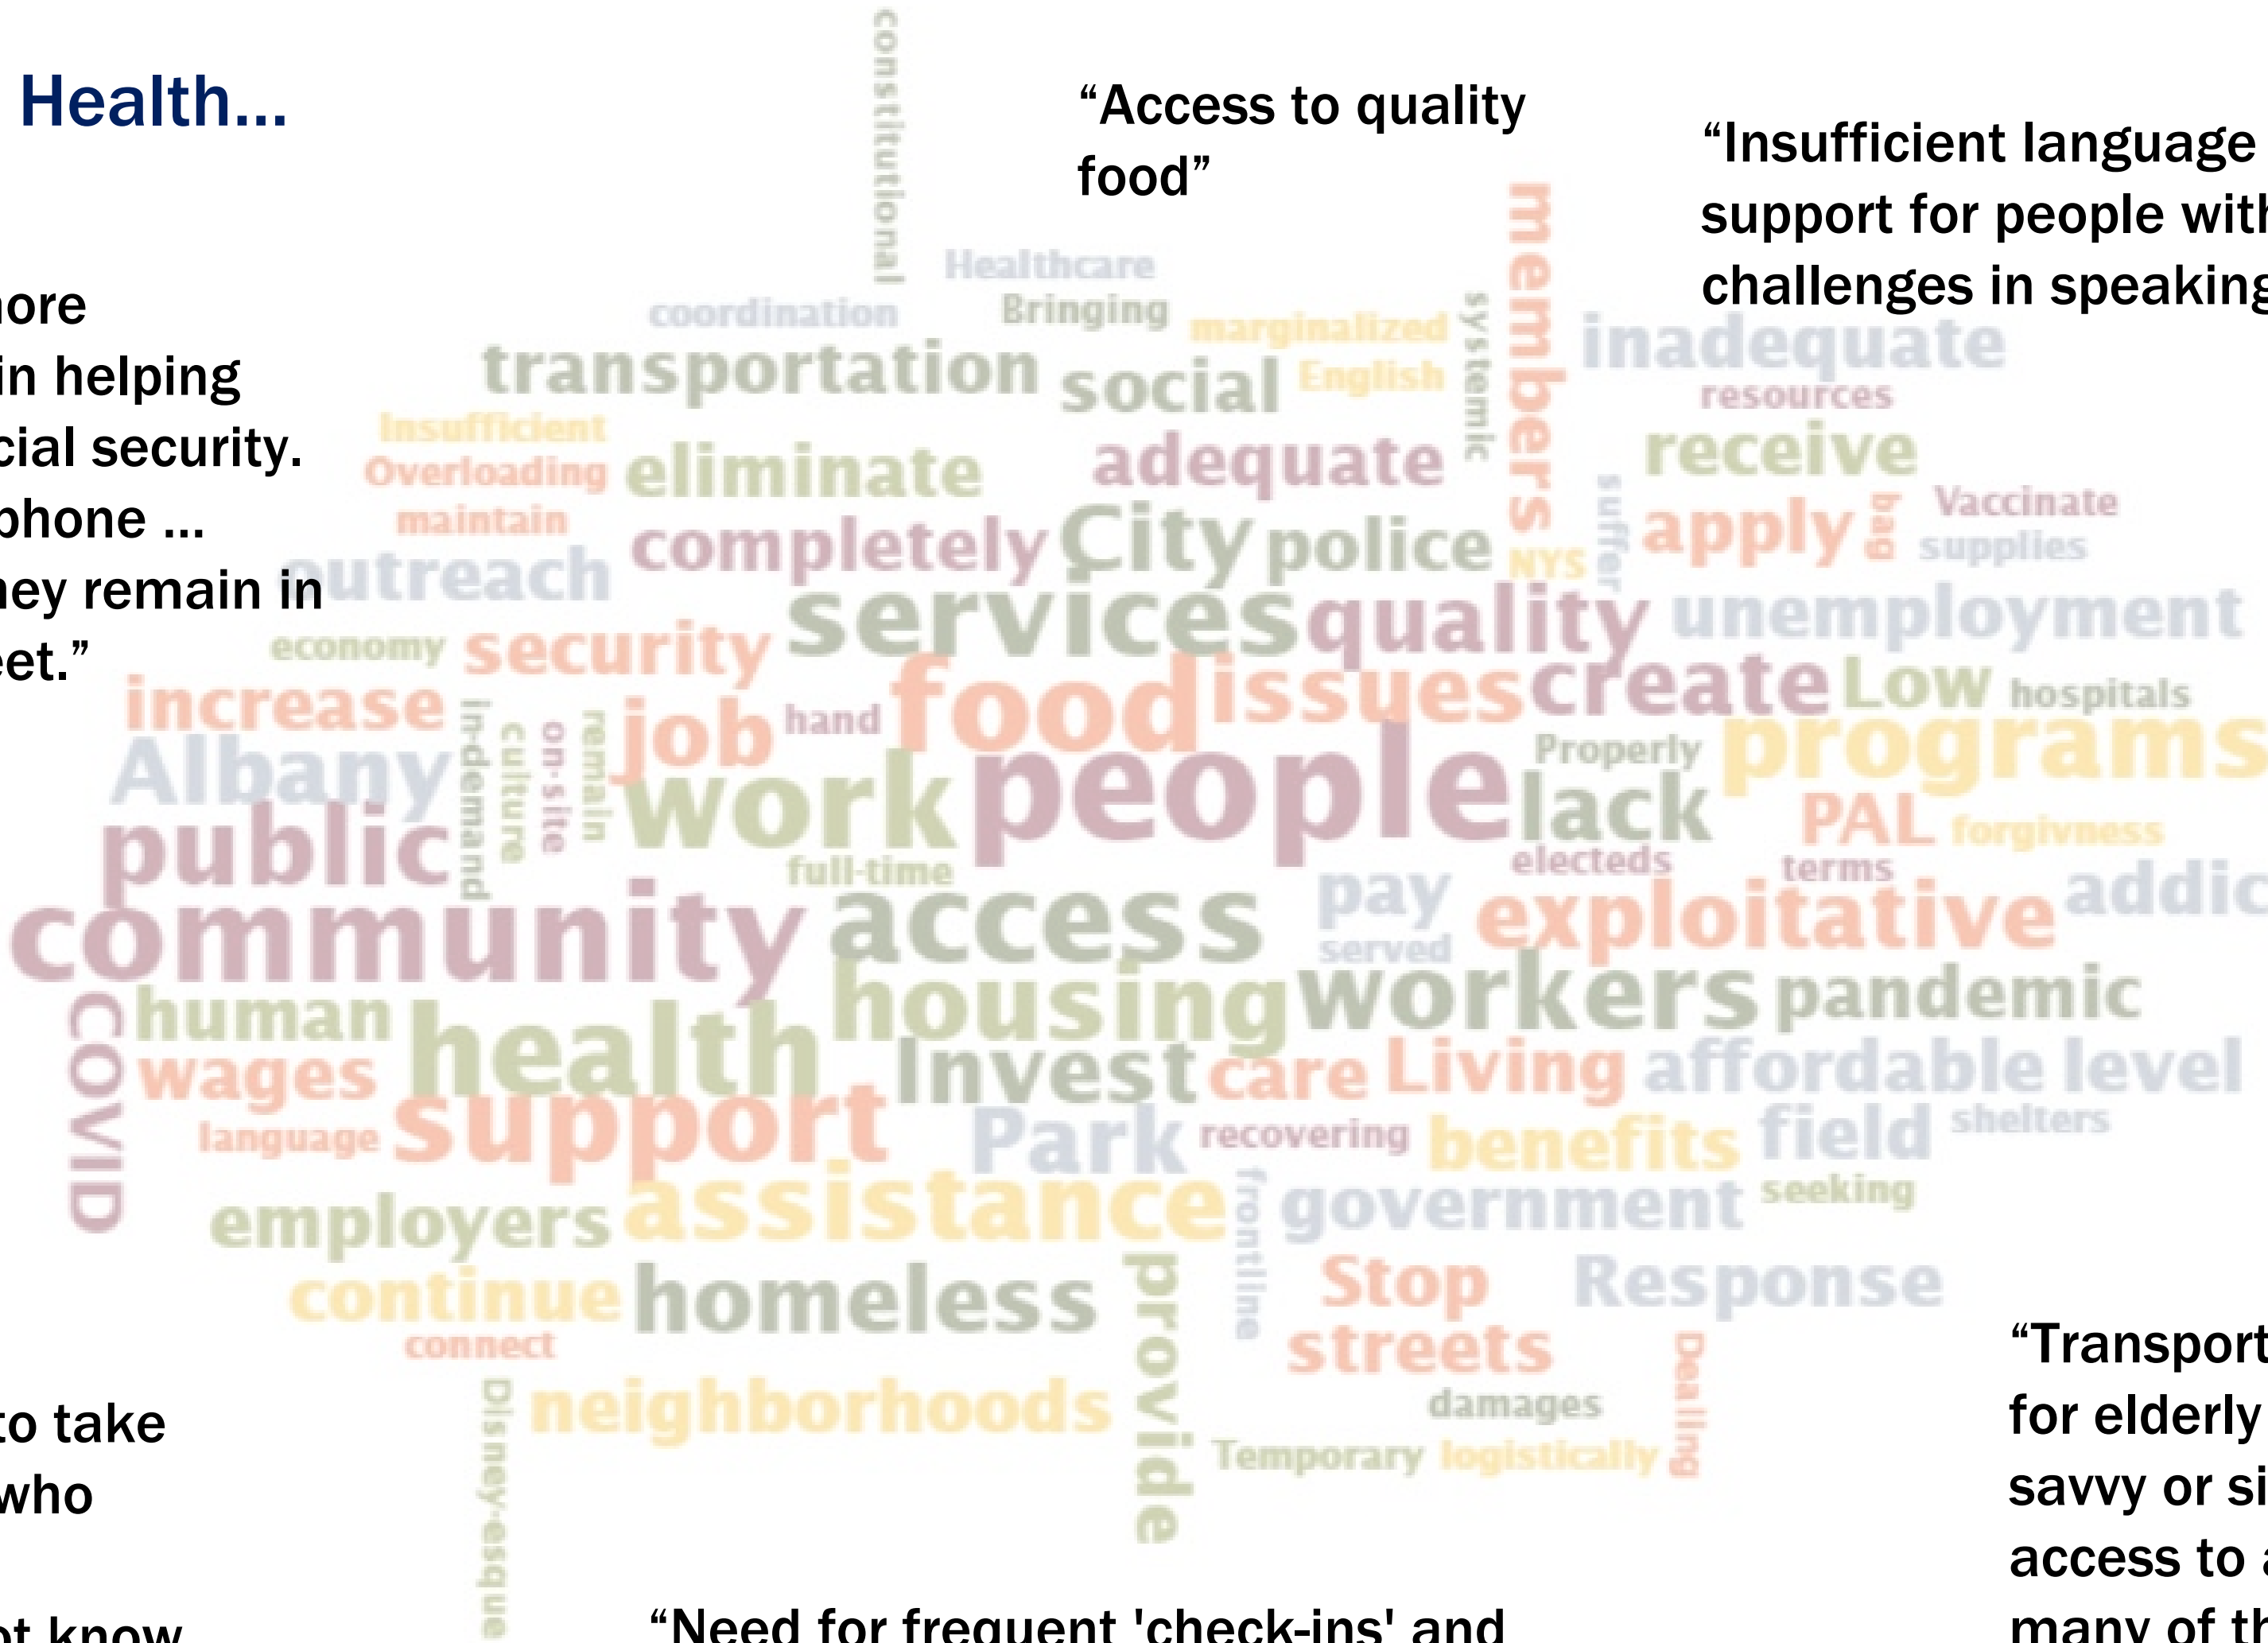 Health...
“Access to quality
food”
“Insufficient language
support for people with
challenges in speaking
ore
in helping
cial security.
phone ...
ey remain in
eet.”
constitutional
Healthcare
coordination
Bringing
marginalized
systemic
members
inadequate
transportation
social
English
resources
Insufficient
Overloading
eliminate
adequate
receive
maintain
completely
City
police
NYS
suffer
apply
bag
Vaccinate
supplies
outreach
services
quality
unemployment
economy
security
food
issues
create
Low
hospitals
increase
in-demand
culture
on-site
remain
job
hand
people
Properly
programs
Albany
work
lack
PAL
forgivness
public
full-time
electeds
terms
community
access
pay
exploitative
addic
served
COVID
human
health
housing
workers
pandemic
wages
Invest
care
Living
affordable
level
language
support
Park
recovering
benefits
field
shelters
employers
assistance
frontline
government
seeking
continue
homeless
provide
Stop
Response
connect
streets
Dealing
Disney-esque
neighborhoods
damages
Temporary
logistically
to take
who
ot know
“Need for frequent 'check-ins' and
“Transport
for elderly
savvy or si
access to a
many of th